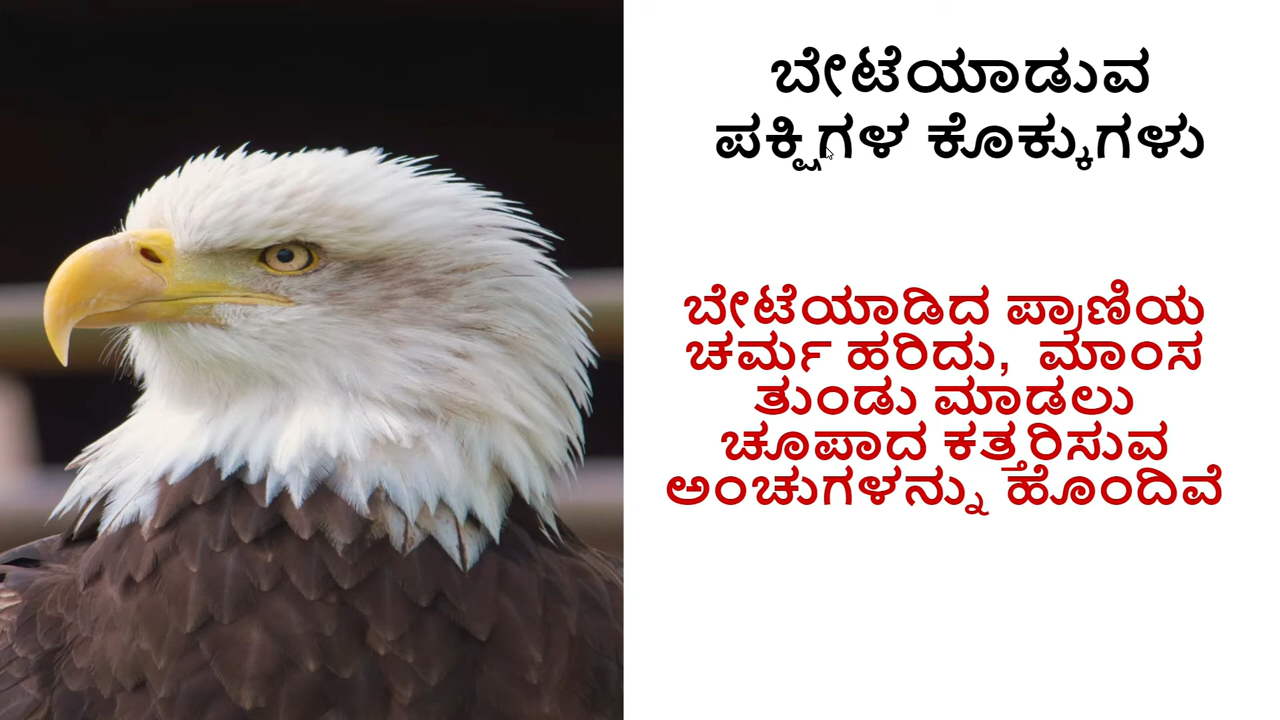 ಬೇಟೆಯಾಡುವ
ಪಕ್ಷಿಗಳ ಕೊಕ್ಕುಗಳು
ಬೇಟೆಯಾಡಿದ ಪ್ರಾಣಿಯ
ಚರ್ಮ ಹರಿದು, ಮಾಂಸ
ತುಂಡು ಮಾಡಲು
ಚೂಪಾದ ಕತ್ತರಿಸುವ
ಅಂಚುಗಳನ್ನು ಹೊಂದಿವೆ